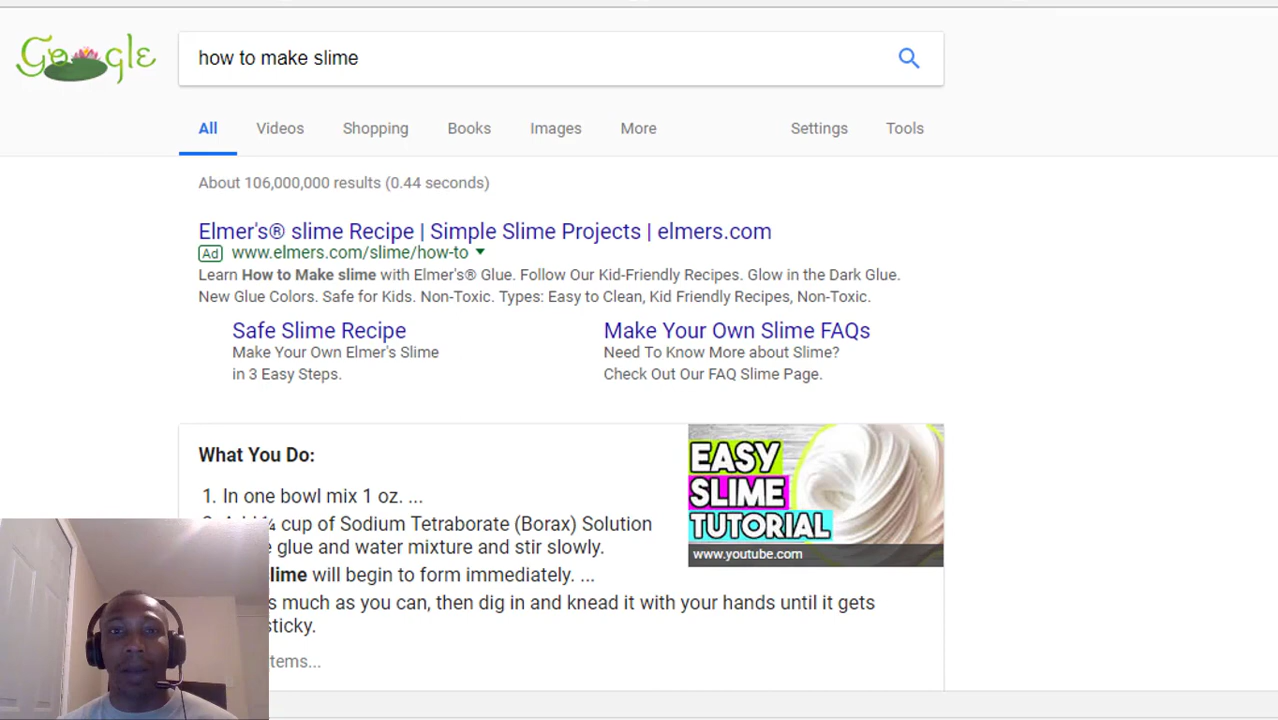 Google
how to make slime
All Videos Shopping Books Images More Settings Tools
About 106,000,000 results (0.44 seconds)
Elmer's® slime Recipe | Simple Slime Projects | elmers.com
Ad www.elmers.com/slime/how-to
Learn How to Make slime with Elmer's® Glue. Follow Our Kid-Friendly Recipes. Glow in the Dark Glue.
New Glue Colors. Safe for Kids. Non-Toxic. Types: Easy to Clean, Kid Friendly Recipes, Non-Toxic.
Safe Slime Recipe
Make Your Own Elmer's Slime
in 3 Easy Steps.
Make Your Own Slime FAQs
Need To Know More about Slime?
Check Out Our FAQ Slime Page.
What You Do:
1. In one bowl mix 1 oz. ...
cup of Sodium Tetraborate (Borax) Solution
glue and water mixture and stir slowly.
will begin to form immediately. ...
much as you can, then dig in and knead it with your hands until it gets
sticky.
EASY
SLIME
TUTORIAL
www.youtube.com